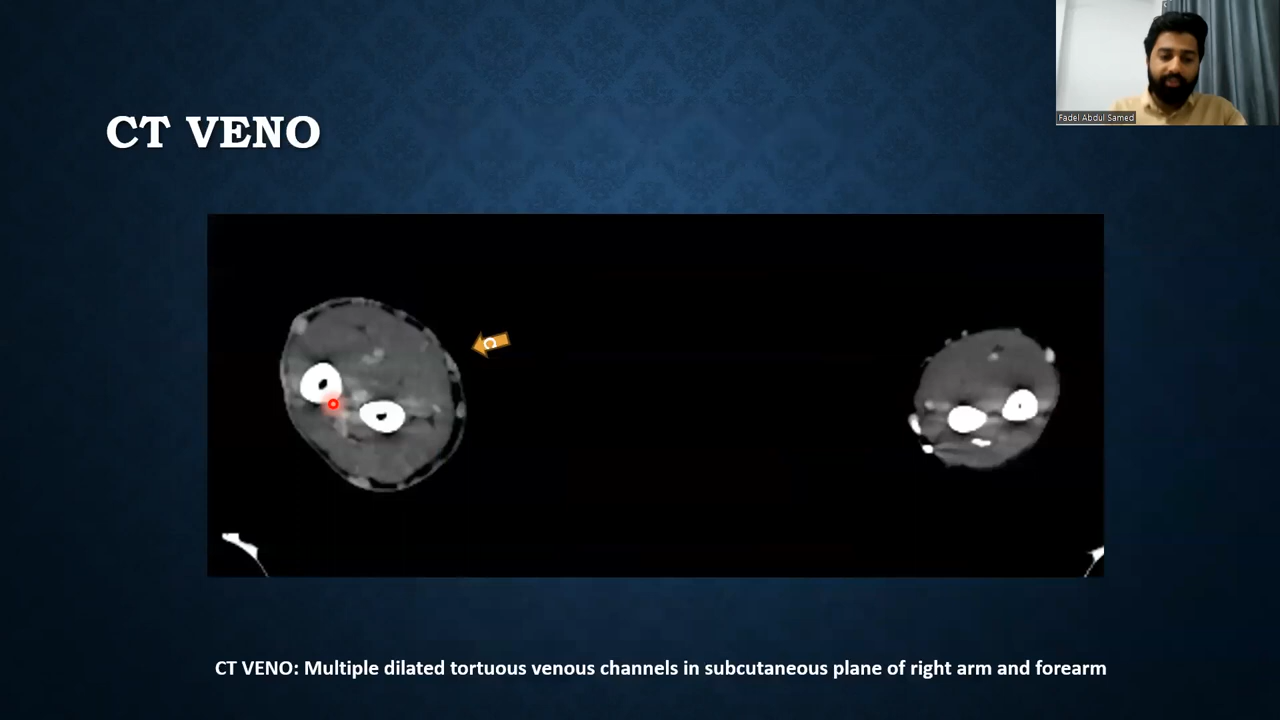 Fadel Abdul Samed
CT VENO
CT VENO: Multiple dilated tortuous venous channels in subcutaneous plane of right arm and forearm